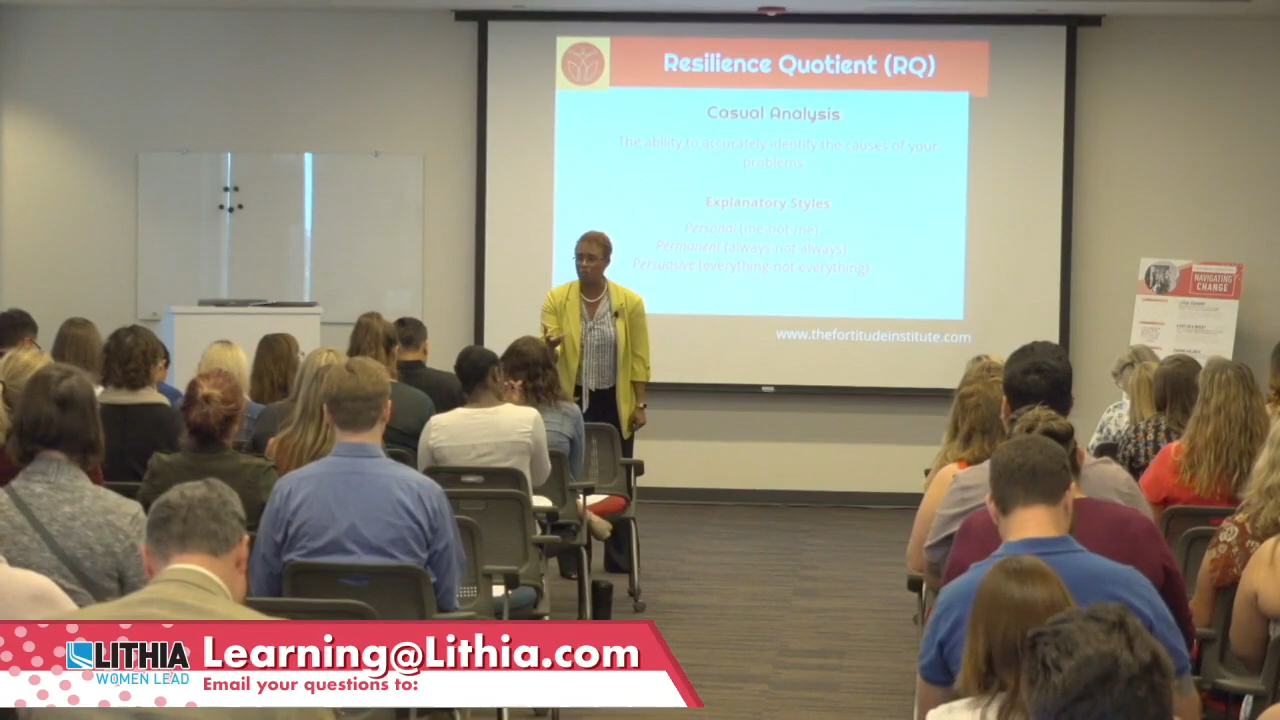 Resilience Quotient (RQ)
Casual Analysis
The ability to accurately identify the causes of your
problems
Explanatory Styles
Personal (me-not me)
Permanent (always-not always)
Persuasive (everything-not everything)
www.thefortitudeinstitute.com
NAVIGATING
CHANGE
LITHIA
WOMEN LEAD
Learning@Lithia.com
Email your questions to: